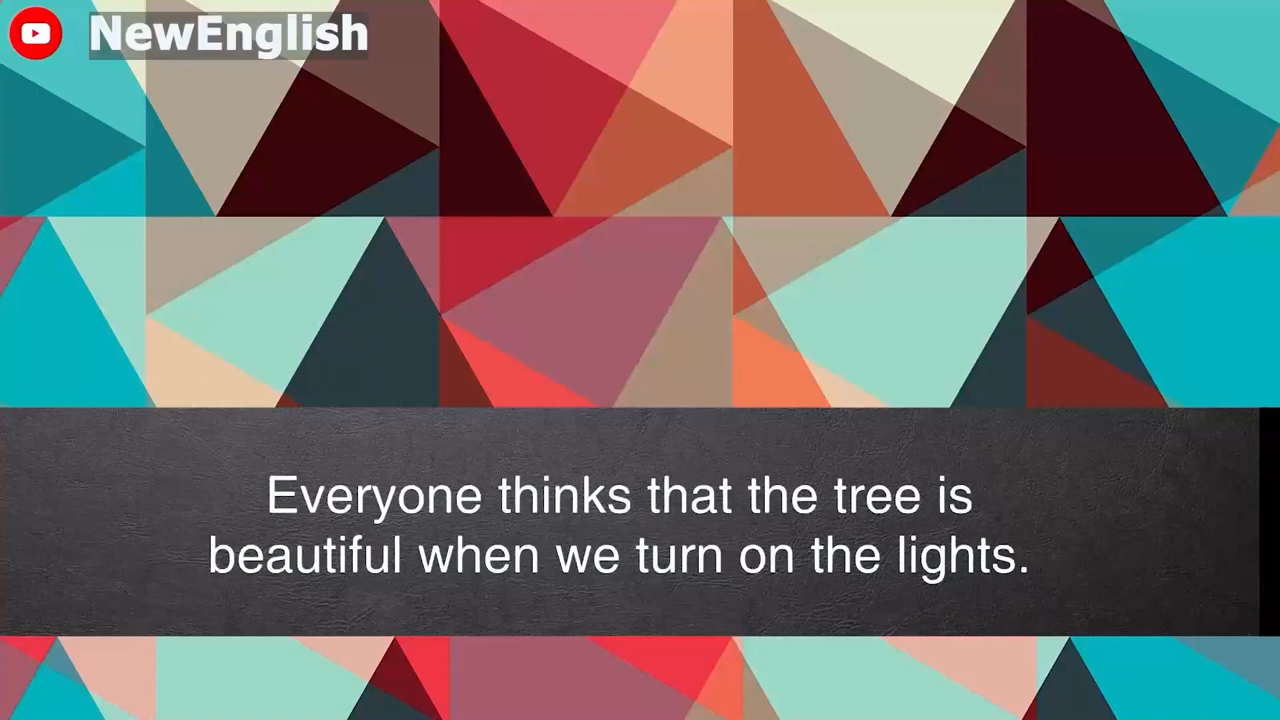 NewEnglish
Everyone thinks that the tree is
beautiful when we turn on the lights.